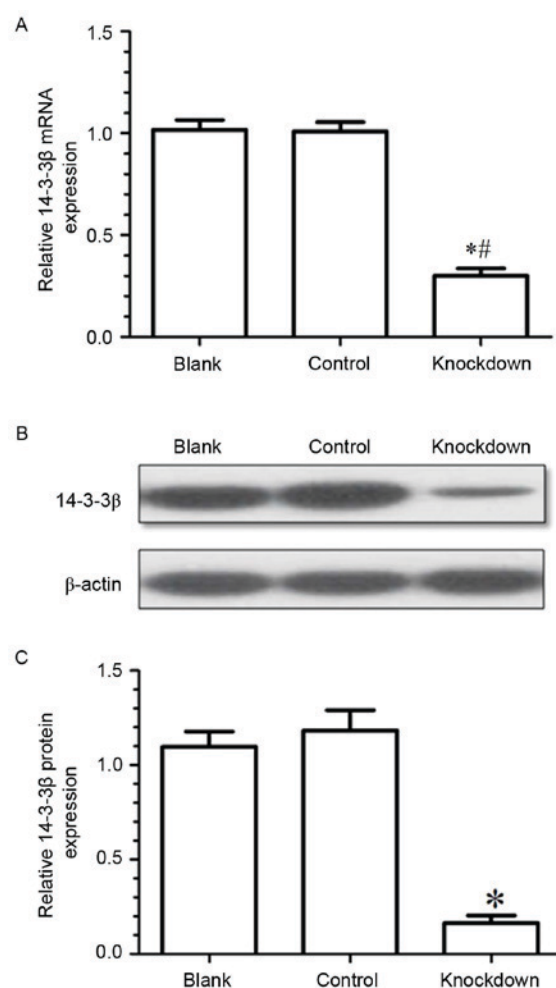 A
1.5
1.0
0.5
0.0
Relative 14-3-3β mRNA
expression
*#
Blank Control Knockdown
B
Blank Control Knockdown
14-3-3β
β-actin
C
1.5
1.0
0.5
0.0
Relative 14-3-3β protein
expression
*
Blank Control Knockdown